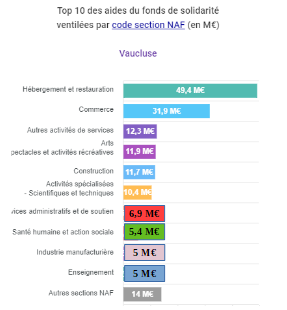 Top 10 des aides du fonds de solidarité
ventilées par code section NAF (en M€)
Vaucluse
Hébergement et restauration 49,4 M€
Commerce 31,9 M€
Autres activités de services 12,3 M€
Arts
pectacles et activités récréatives 11,9 M€
Construction 11,7 M€
Activités spécialisées
- Scientifiques et techniques 10,4 M€
vices administratifs et de soutien 6,9 M€
Santé humaine et action sociale 5,4 M€
Industrie manufacturière 5 M€
Enseignement 5 M€
Autres sections NAF 14 M€